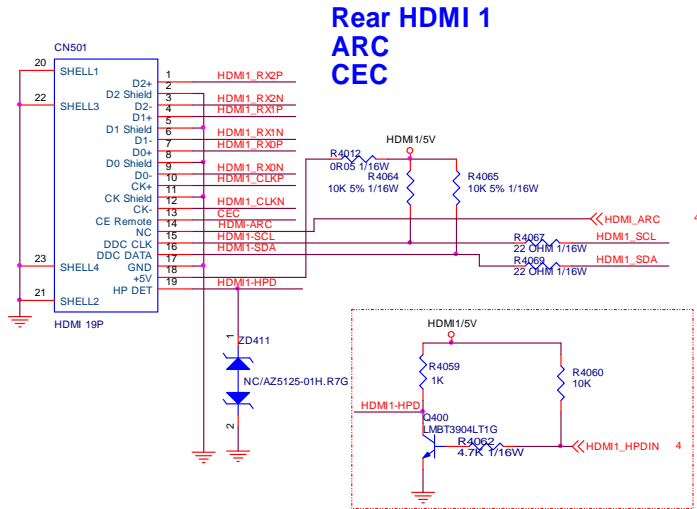 Rear HDMI 1
ARC
CEC
CN501
20
SHELL1
22
SHELL3
23
SHELL4
21
SHELL2
HDMI 19P
D2+ 1 HDMI1_RX2P
D2 Shield 2
D2- 3 HDMI1_RX2N
D1+ 4 HDMI1_RX1P
D1 Shield 5
D1- 6 HDMI1_RX1N
D0+ 7 HDMI1_RX0P
D0 Shield 8
D0- 9 HDMI1_RX0N
CK+ 10 HDMI1_CLKP
CK Shield 11
CK- 12 HDMI1_CLKN
CE Remote 13 CEC
NC 14 HDMI-ARC
DDC CLK 15 HDMI1-SCL
DDC DATA 16 HDMI1-SDA
GND 17
+5V 18
HP DET 19 HDMI1-HPD
HDMI1/5V
R4012
0R05 1/16W
R4064
10K 5% 1/16W
R4065
10K 5% 1/16W
HDMI_ARC 4
R4067
22 OHM 1/16W
HDMI1_SCL
R4069
22 OHM 1/16W
HDMI1_SDA
1
ZD411
NC/AZ5125-01H.R7G
2
HDMI1/5V
R4059
1K
R4060
10K
HDMI1-HPD
Q400
LMBT3904LT1G
R4062
4.7K 1/16W
HDMI1_HPDIN 4